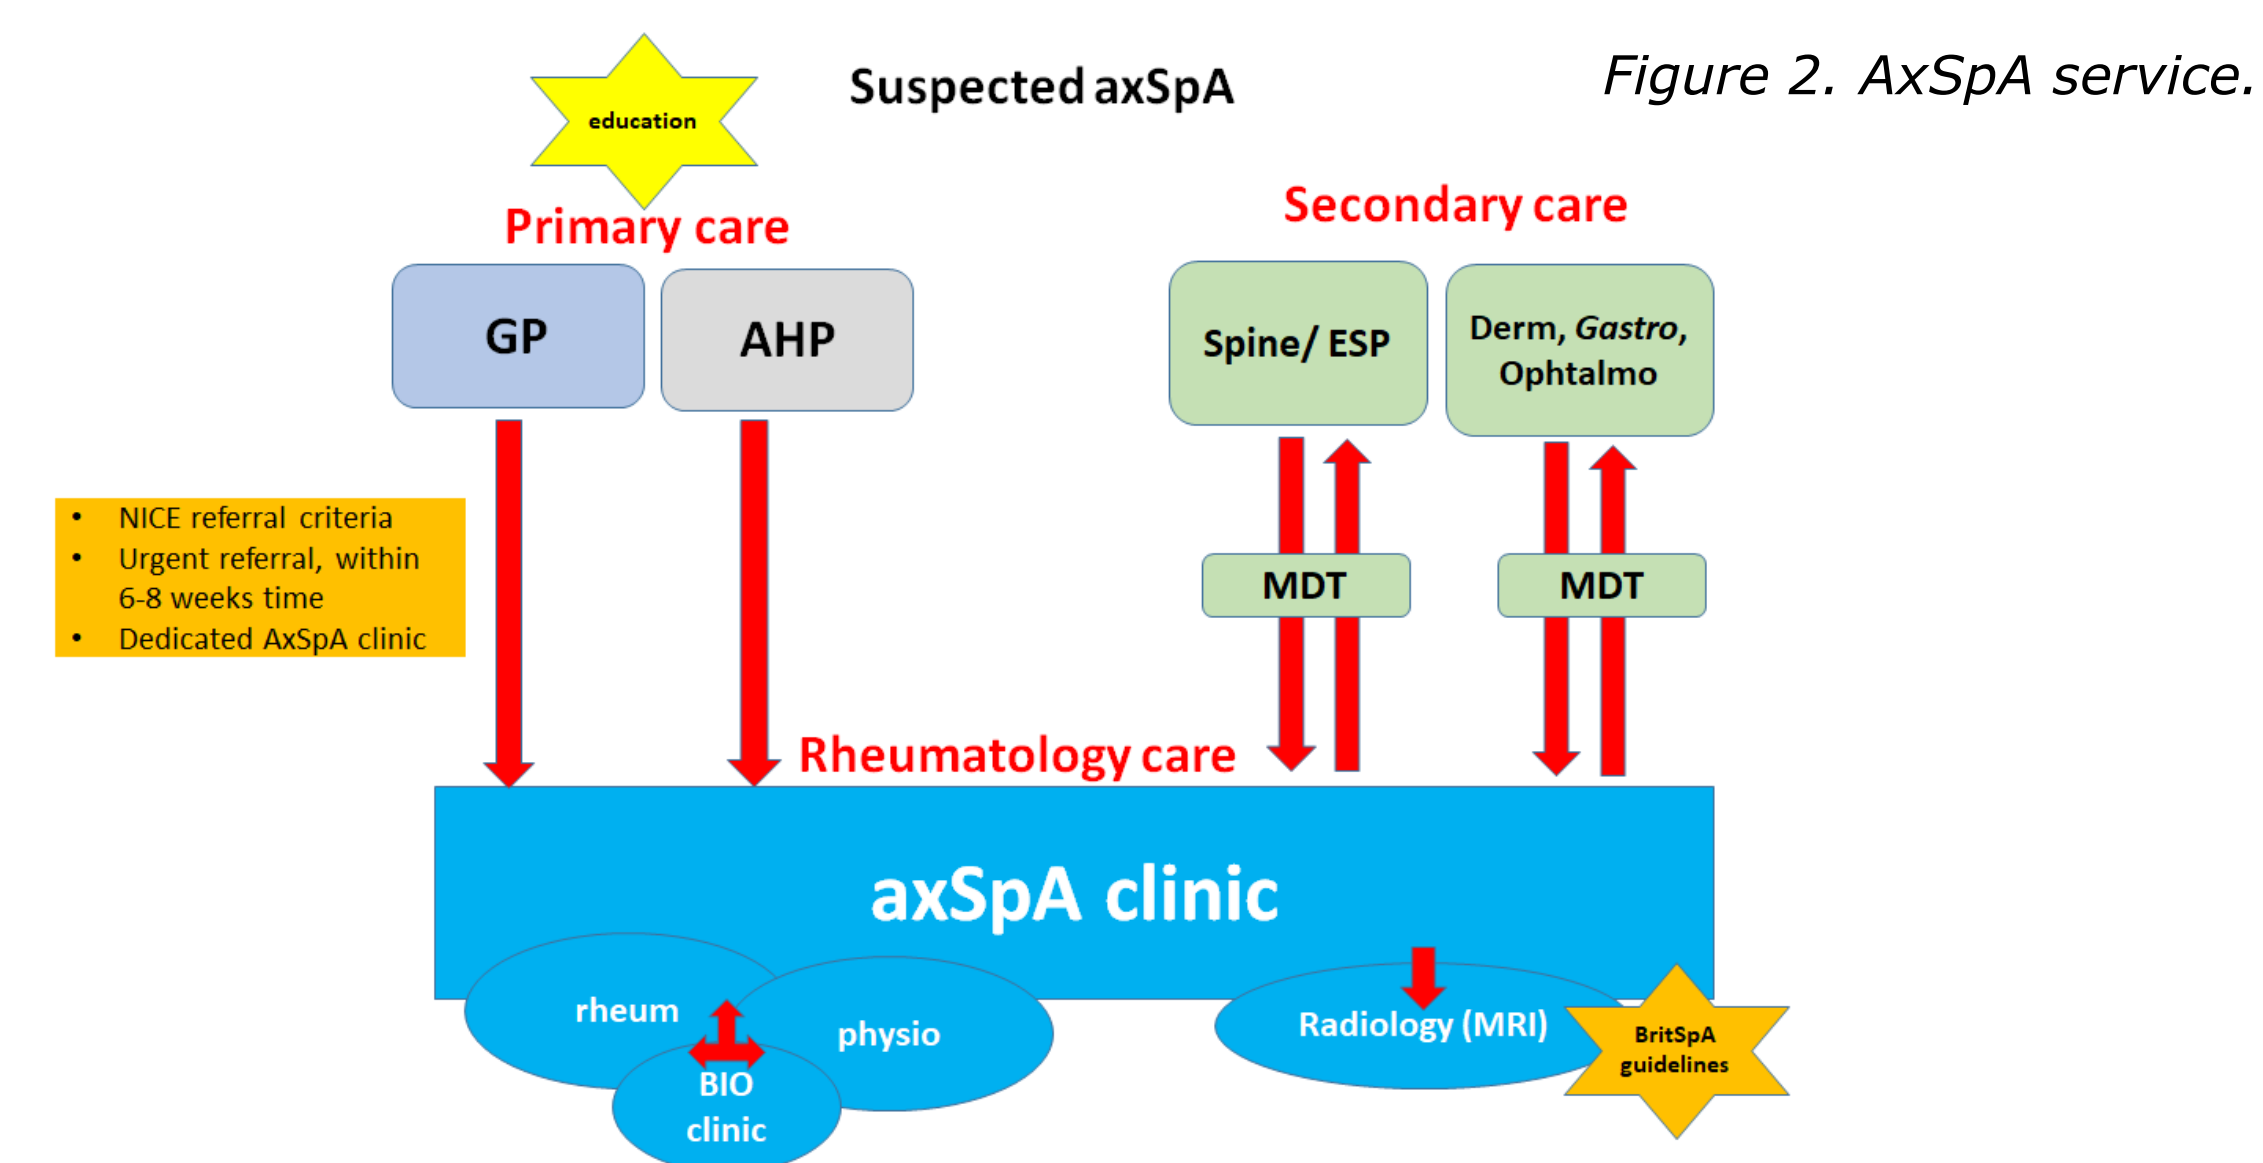 Figure 2. AxSpA service.
Suspected axSpA
education
Primary care
Secondary care
GP
AHP
Spine/ ESP
Derm, Gastro,
Ophtalmo
• NICE referral criteria
• Urgent referral, within
6-8 weeks time
• Dedicated AxSpA clinic
MDT
MDT
Rheumatology care
axSpA clinic
rheum
physio
BIO
clinic
Radiology (MRI)
BritSpA
guidelines